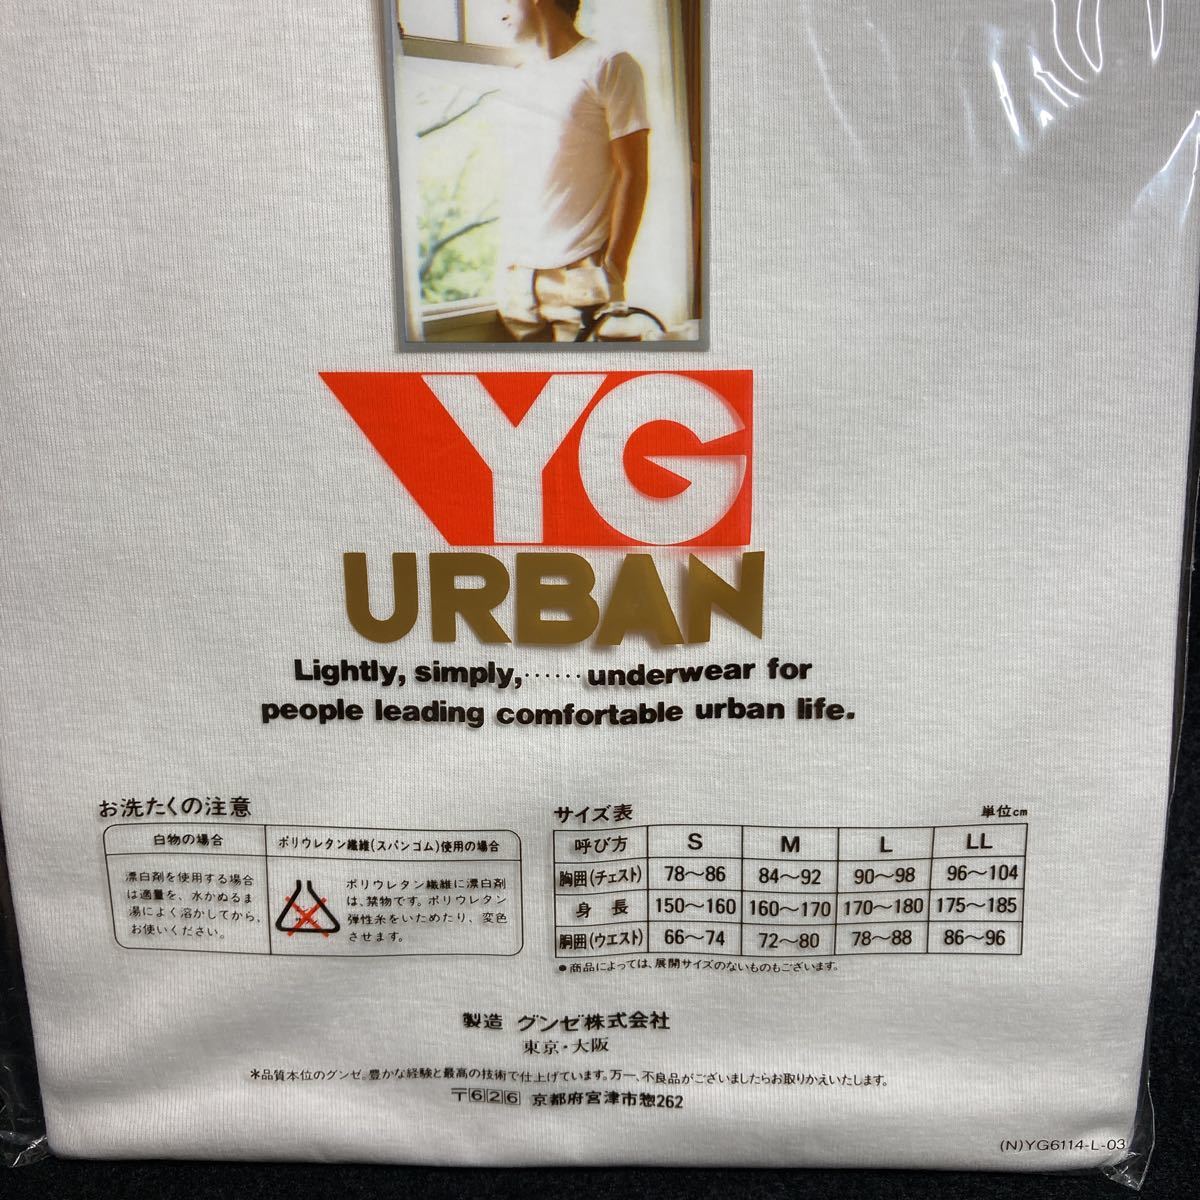 YG
URBAN
Lightly, simply,······underwear for
people leading comfortable urban life.
お洗たくの注意
白物の場合
漂白剤を使用する場合
は適量を、水かぬるま
湯によく溶かしてから、
お使いください。
ポリウレタン繊維(スパンゴム)使用の場合
ポリウレタン繊維に漂白剤
は、禁物です。ポリウレタン
弾性糸をいためたり、変色
させます。
サイズ表 単位cm
呼び方 S M L LL
胸囲(チェスト) 78〜86 84〜92 90〜98 96〜104
身長 150〜160 160〜170 170〜180 175〜185
胴囲(ウエスト) 66〜74 72〜80 78〜88 86〜96
●商品によっては、展開サイズのないものもございます。
製造 グンゼ株式会社
東京・大阪
*品質本位のグンゼ。豊かな経験と最高の技術で仕上げています。万一、不良品がございましたらお取りかえいたします。
〒626 京都府宮津市惣262
(N)YG6114-L-03